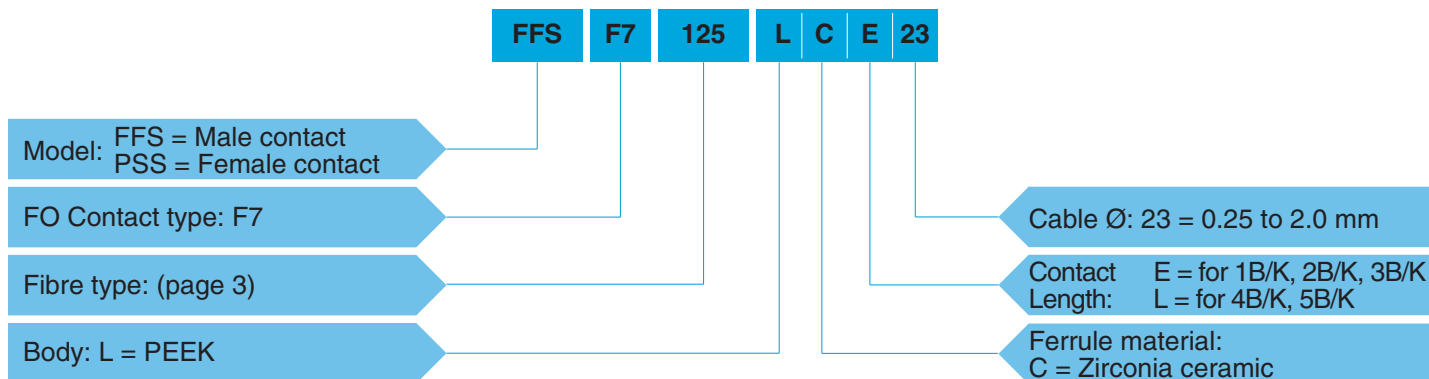 FFS F7 125 L C E 23
Model: FFS = Male contact
PSS = Female contact
FO Contact type: F7
Fibre type: (page 3)
Body: L = PEEK
Cable Ø: 23 = 0.25 to 2.0 mm
Contact E = for 1B/K, 2B/K, 3B/K
Length: L = for 4B/K, 5B/K
Ferrule material:
C = Zirconia ceramic